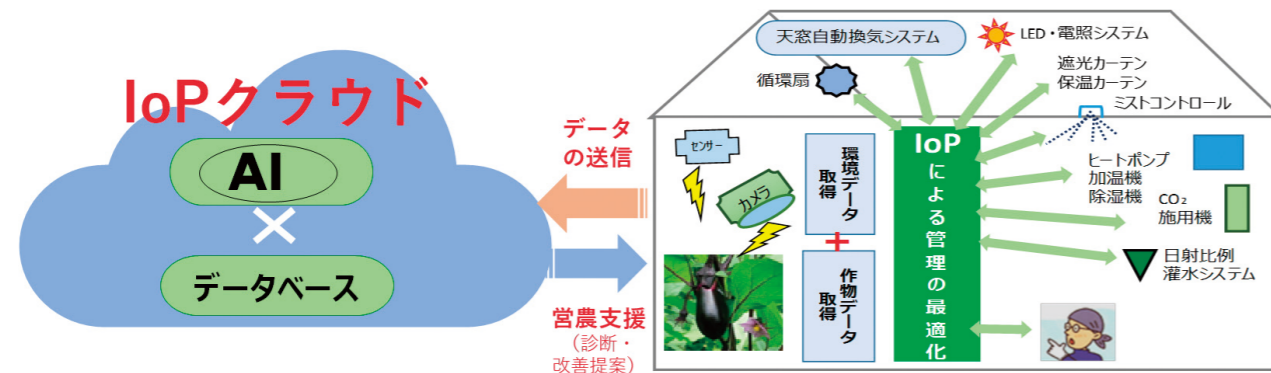 IoPクラウド
AI
×
データベース
データ
の送信
営農支援
（診断・
改善提案）
天窓自動換気システム
LED・電照システム
循環扇
遮光カーテン
保温カーテン
ミストコントロール
センサー
カメラ
環境データ
取得
+
作物データ
取得
IoP
による管理の最適化
ヒートポンプ
加温機
除湿機
CO₂
施用機
日射比例
灌水システム